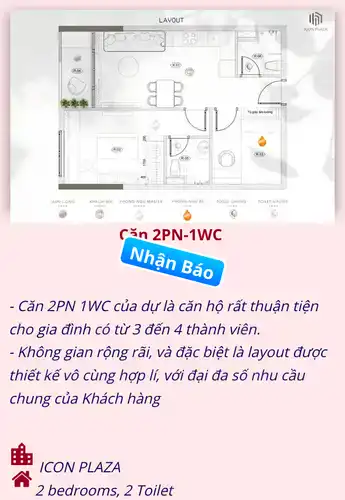 LAYOUT
ICON PLAZA
Căn 2PN-1WC
Nhận Báo
- Căn 2PN 1WC của dự là căn hộ rất thuận tiện
cho gia đình có từ 3 đến 4 thành viên.
- Không gian rộng rãi, và đặc biệt là layout được
thiết kế vô cùng hợp lí, với đại đa số nhu cầu
chung của Khách hàng
ICON PLAZA
2 bedrooms, 2 Toilet